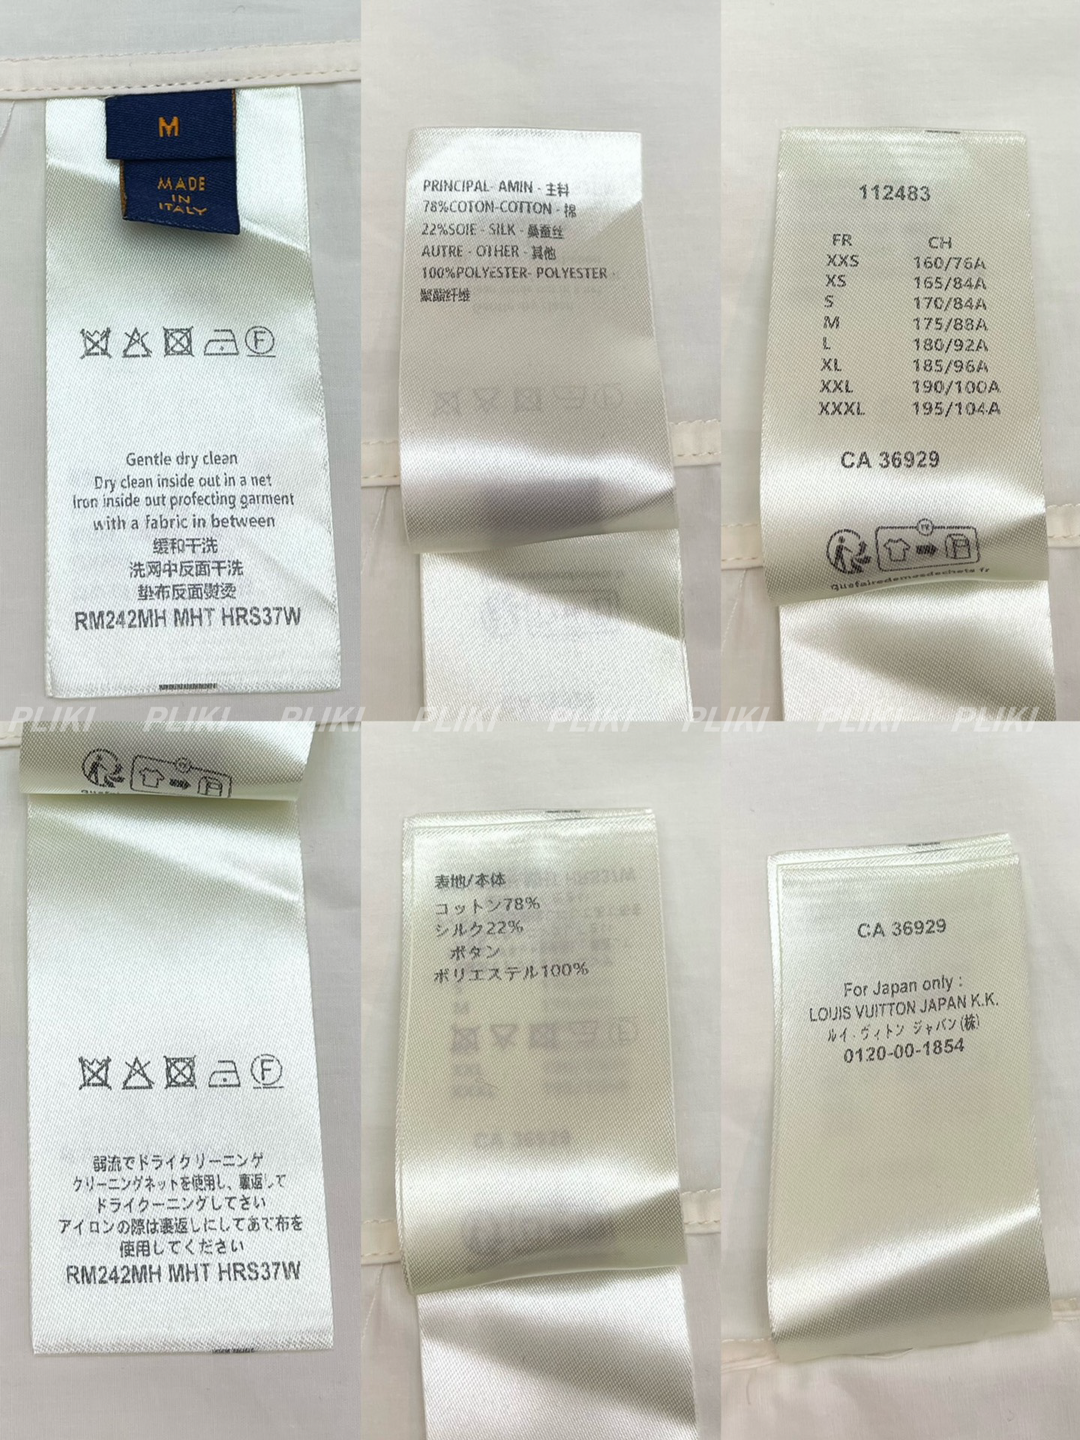 M
MADE
IN
ITALY
Gentle dry clean
Dry clean inside out in a net
Iron inside out profecting garment
with a fabric in between
缓和干洗
洗网中反面干洗
垫布反面熨烫
RM242MH MHT HRS37W
PRINCIPAL- AMIN - 主料
78%COTON-COTTON - 棉
22%SOIE - SILK - 桑蚕丝
AUTRE - OTHER - 其他
100%POLYESTER- POLYESTER -
聚酯纤维
112483
FR CH
XXS 160/76A
XS 165/84A
S 170/84A
M 175/88A
L 180/92A
XL 185/96A
XXL 190/100A
XXXL 195/104A
CA 36929
quefairedemesdechets.fr
PLIKI PLIKI PLIKI PLIKI PLIKI PLIKI PLIKI PLIKI
弱流でドライクリーニング
クリーニングネットを使用し、裏返して
ドライクーニングしてさい
アイロンの際は裏返しにしてあて布を
使用してください
RM242MH MHT HRS37W
表地/本体
コットン78%
シルク22%
ボタン
ポリエステル100%
CA 36929
For Japan only :
LOUIS VUITTON JAPAN K.K.
ルイ・ヴィトン ジャパン(株)
0120-00-1854